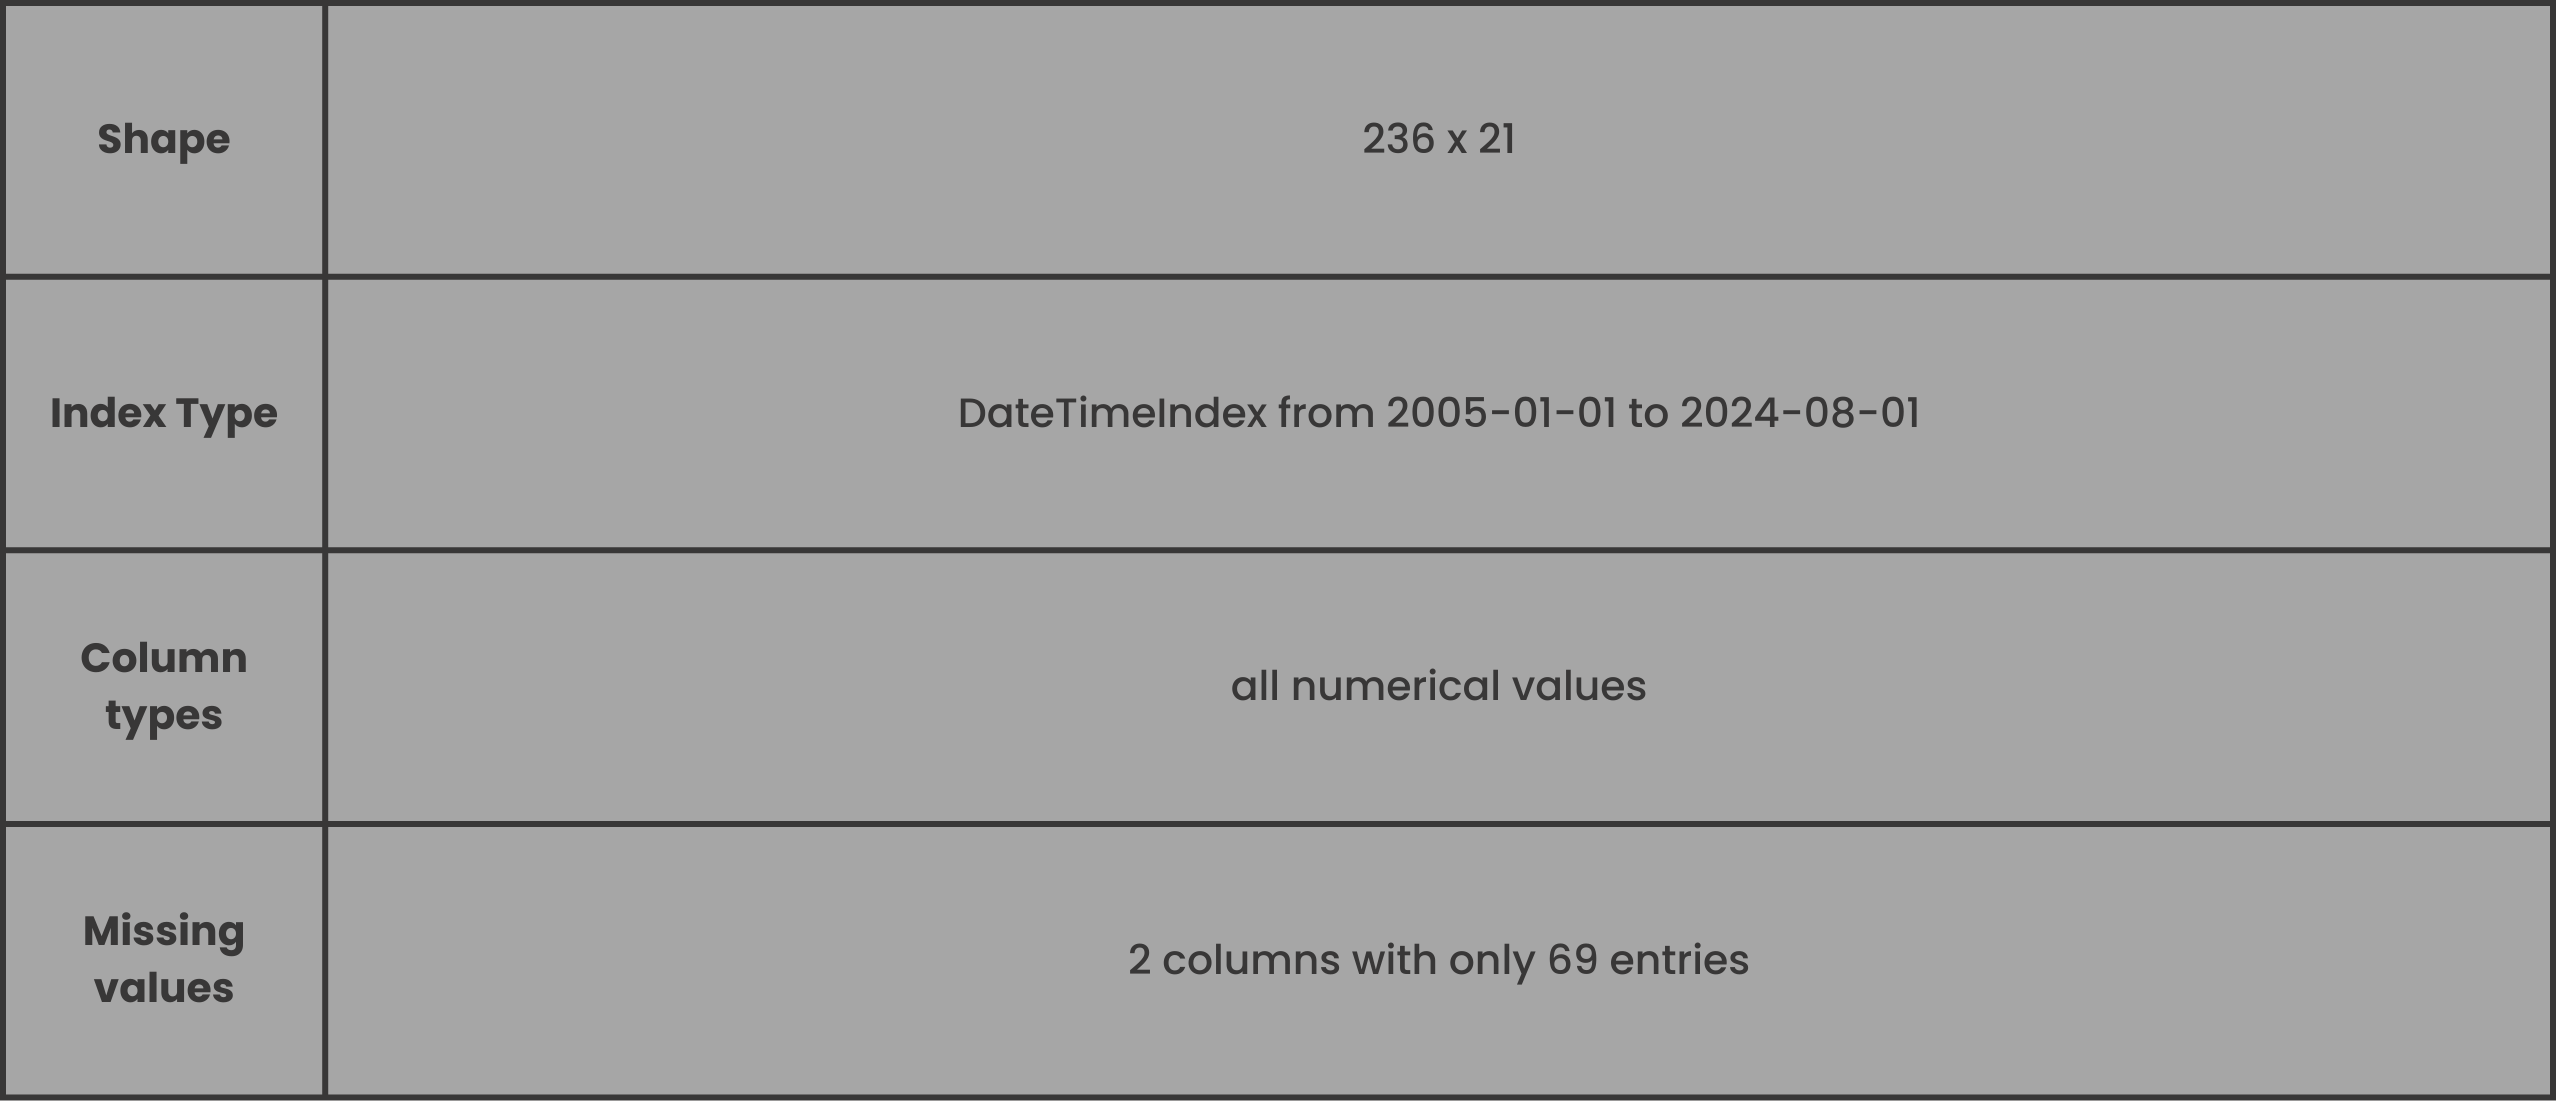 Shape
236 x 21
Index Type
DateTimeIndex from 2005-01-01 to 2024-08-01
Column
types
all numerical values
Missing
values
2 columns with only 69 entries